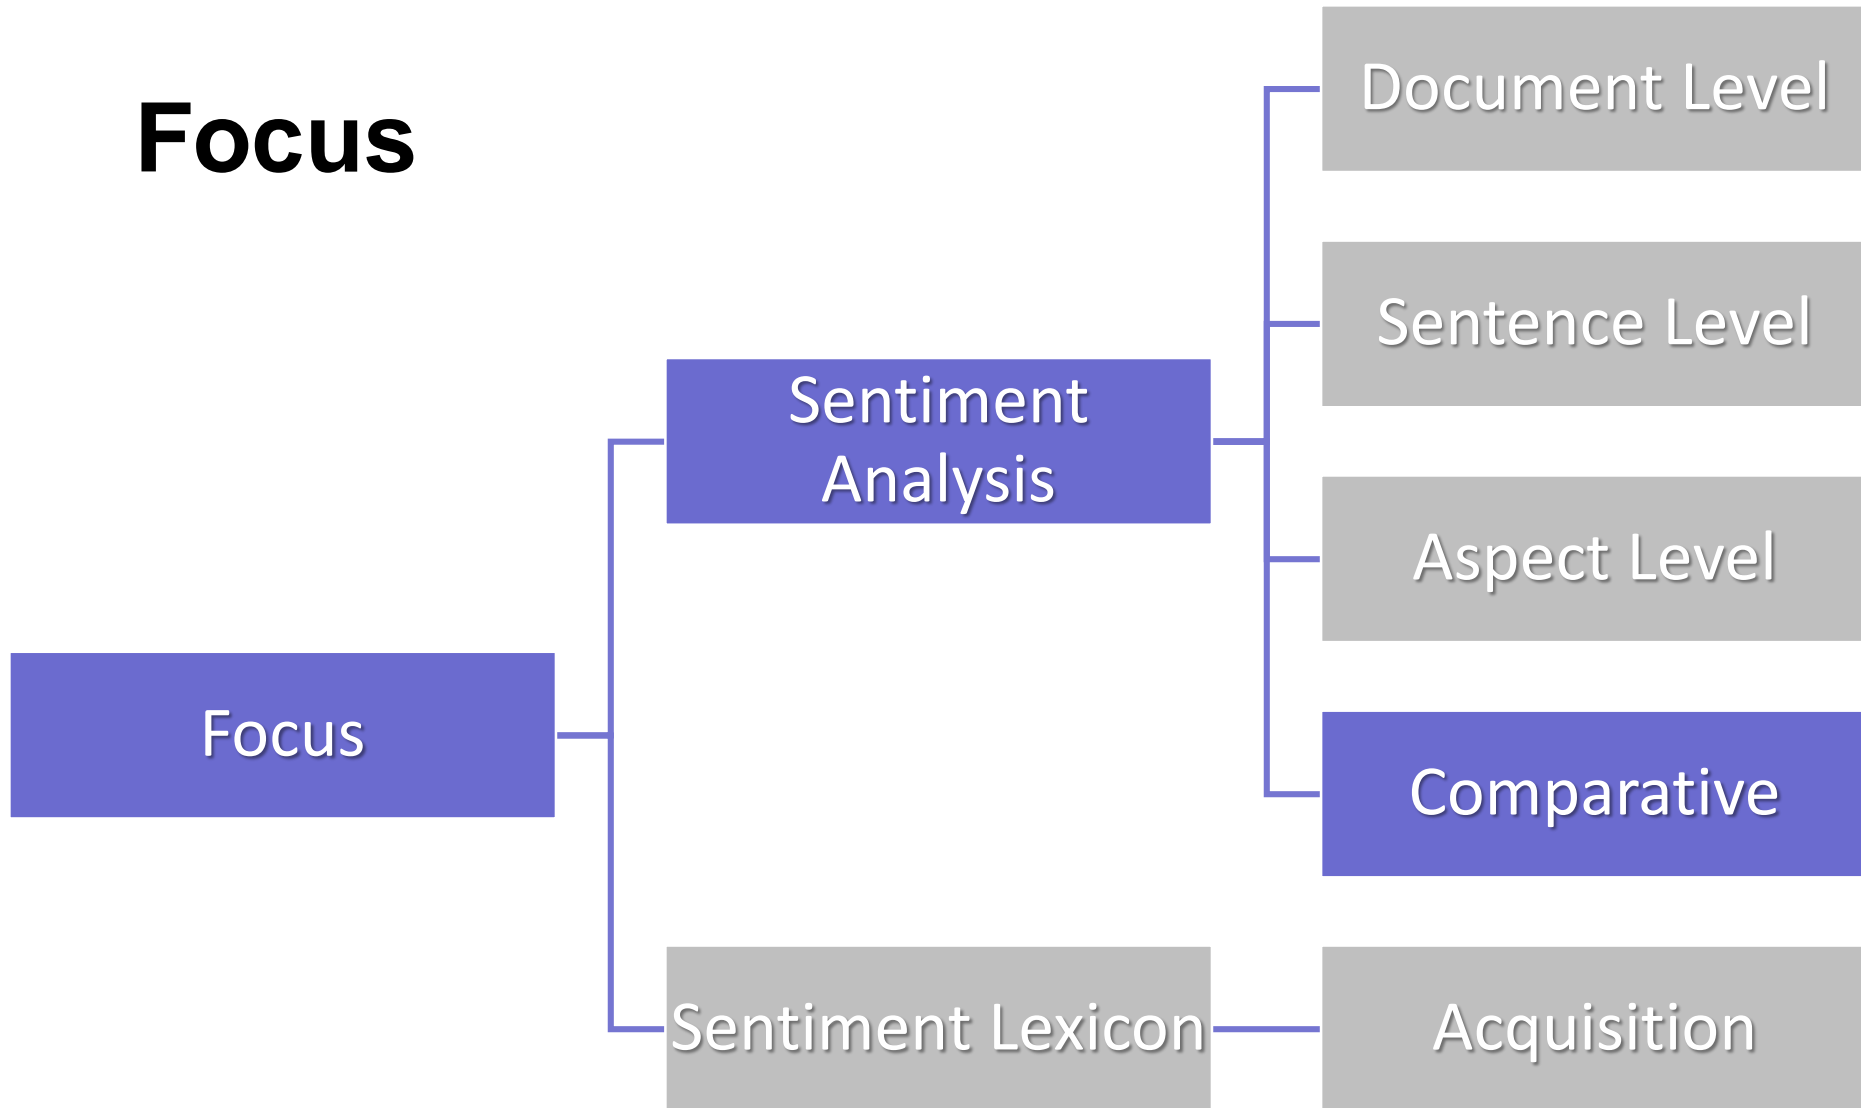 Focus
Document Level
Sentence Level
Sentiment
Analysis
Aspect Level
Focus
Comparative
Sentiment Lexicon
Acquisition